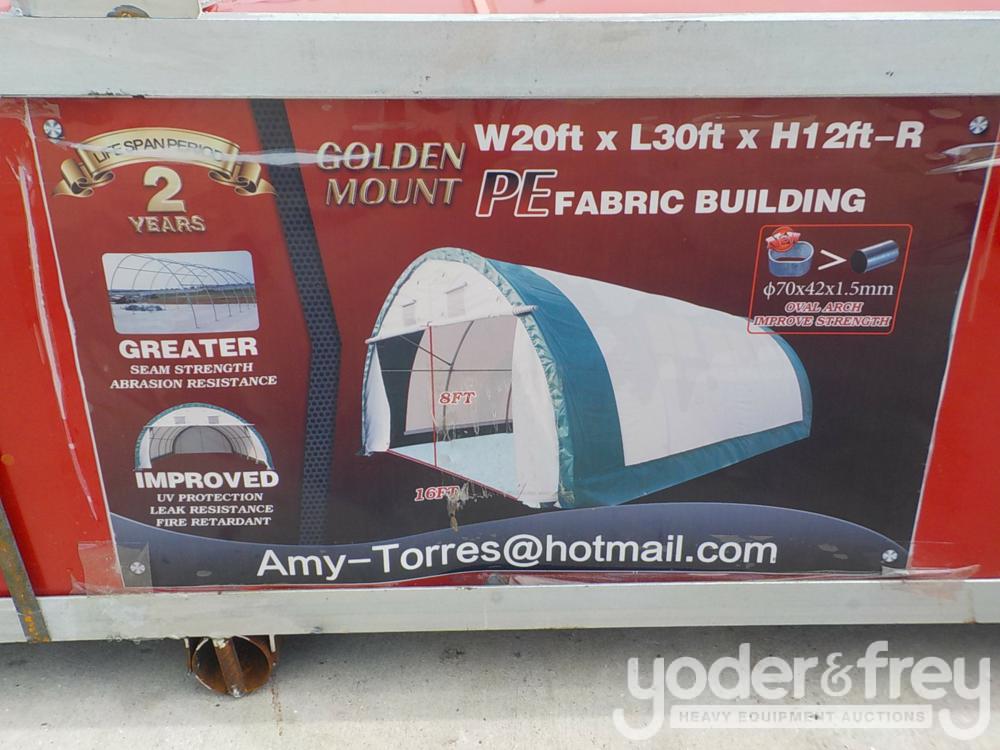 LIFE SPAN PERIOD
2
YEARS
GOLDEN
MOUNT
W20ft x L30ft x H12ft-R
PE FABRIC BUILDING
NEW
>
ϕ70x42x1.5mm
OVAL ARCH
IMPROVE STRENGTH
GREATER
SEAM STRENGTH
ABRASION RESISTANCE
8FT
16FT
IMPROVED
UV PROTECTION
LEAK RESISTANCE
FIRE RETARDANT
Amy-Torres@hotmail.com
yoder&frey
HEAVY EQUIPMENT AUCTIONS